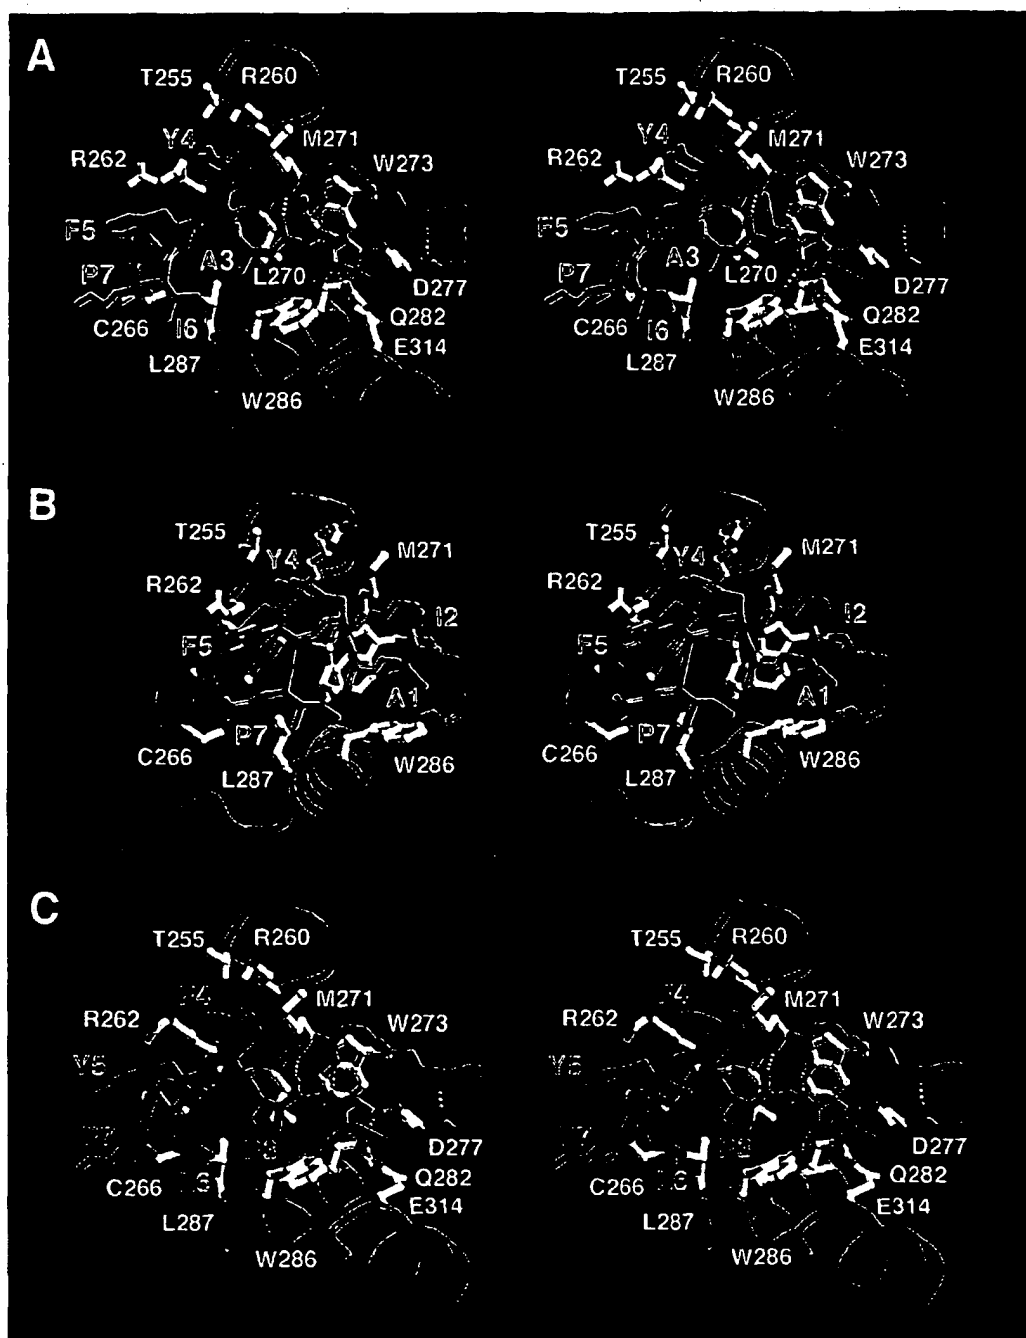 A
T255 R260 T255 R260
Y4 M271 Y4 M271
R262 W273 R262 W273
F5 F5
P7 A3 L270 D277 P7 A3 L270 D277
C266 I6 Q282 C266 I6 Q282
L287 E314 L287 E314
W286 W286
B
T255 Y4 M271 T255 Y4 M271
R262 I2 R262 I2
F5 F5
A1 A1
C266 P7 W286 C266 P7 W286
L287 L287
C
T255 R260 T255 R260
M271 M271
R262 W273 R262 W273
Y5
D277 D277
C266 Q282 C266 Q282
L287 E314 L287 E314
W286 W286